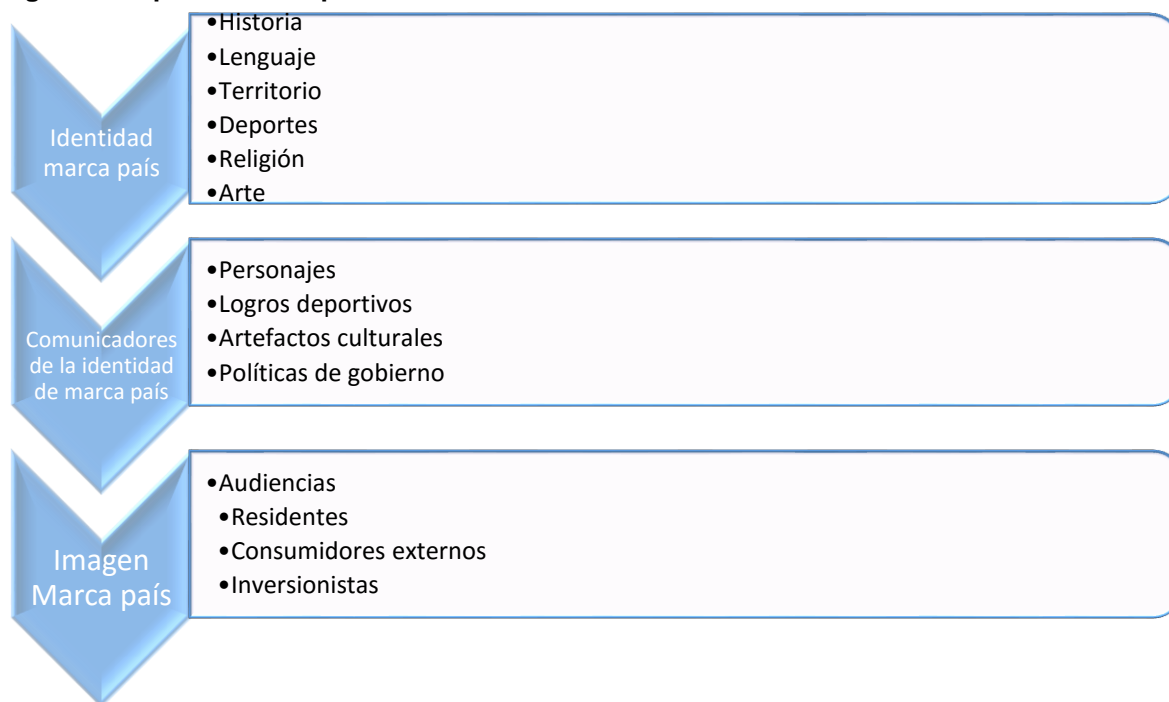 •Historia
•Lenguaje
•Territorio
•Deportes
•Religión
•Arte
Identidad
marca país
•Personajes
•Logros deportivos
•Artefactos culturales
•Políticas de gobierno
Comunicadores
de la identidad
de marca país
•Audiencias
•Residentes
•Consumidores externos
•Inversionistas
Imagen
Marca país